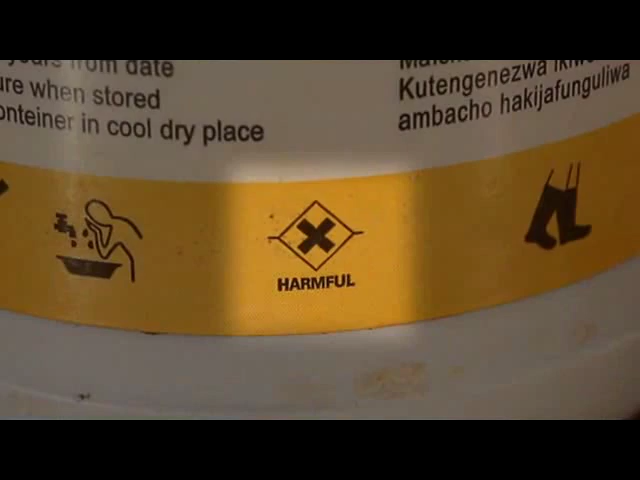 years from date
ure when stored
onteiner in cool dry place
Kutengenezwa
ambacho hakijafunguliwa
HARMFUL